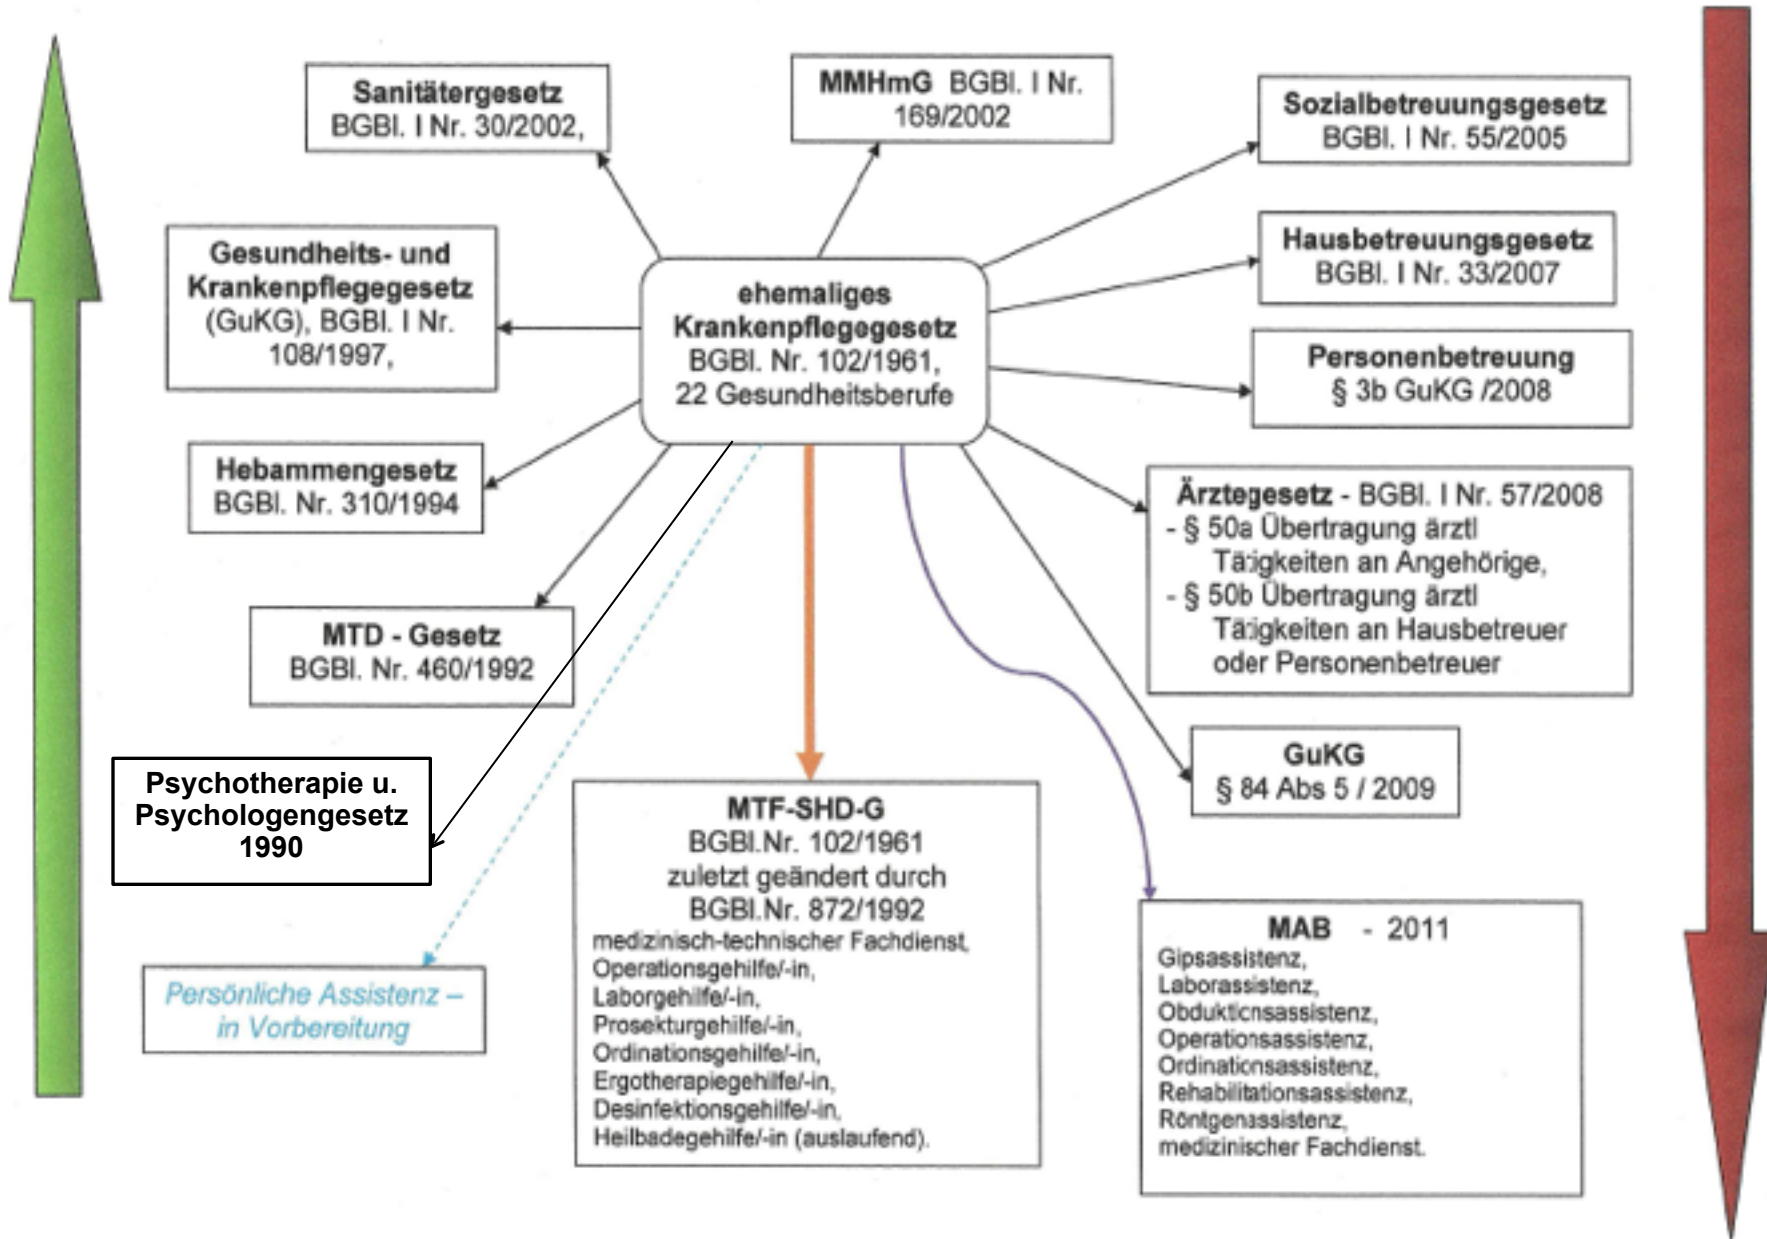 Sanitätergesetz
BGBl. I Nr. 30/2002,
MMHmG BGBl. I Nr.
169/2002
Sozialbetreuungsgesetz
BGBl. I Nr. 55/2005
Gesundheits- und
Krankenpflegegesetz
(GuKG), BGBl. I Nr.
108/1997,
ehemaliges
Krankenpflegegesetz
BGBl. Nr. 102/1961,
22 Gesundheitsberufe
Hausbetreuungsgesetz
BGBl. I Nr. 33/2007
Personenbetreuung
§ 3b GuKG /2008
Hebammengesetz
BGBl. Nr. 310/1994
Ärztegesetz - BGBl. I Nr. 57/2008
- § 50a Übertragung ärztl
Tätigkeiten an Angehörige,
- § 50b Übertragung ärztl
Tätigkeiten an Hausbetreuer
oder Personenbetreuer
MTD - Gesetz
BGBl. Nr. 460/1992
GuKG
§ 84 Abs 5 / 2009
Psychotherapie u.
Psychologengesetz
1990
MTF-SHD-G
BGBl.Nr. 102/1961
zuletzt geändert durch
BGBl.Nr. 872/1992
medizinisch-technischer Fachdienst,
Operationsgehilfe/-in,
Laborgehilfe/-in,
Prosekturgehilfe/-in,
Ordinationsgehilfe/-in,
Ergotherapiegehilfe/-in,
Desinfektionsgehilfe/-in,
Heilbadegehilfe/-in (auslaufend).
Persönliche Assistenz –
in Vorbereitung
MAB - 2011
Gipsassistenz,
Laborassistenz,
Obduktionsassistenz,
Operationsassistenz,
Ordinationsassistenz,
Rehabilitationsassistenz,
Röntgenassistenz,
medizinischer Fachdienst.